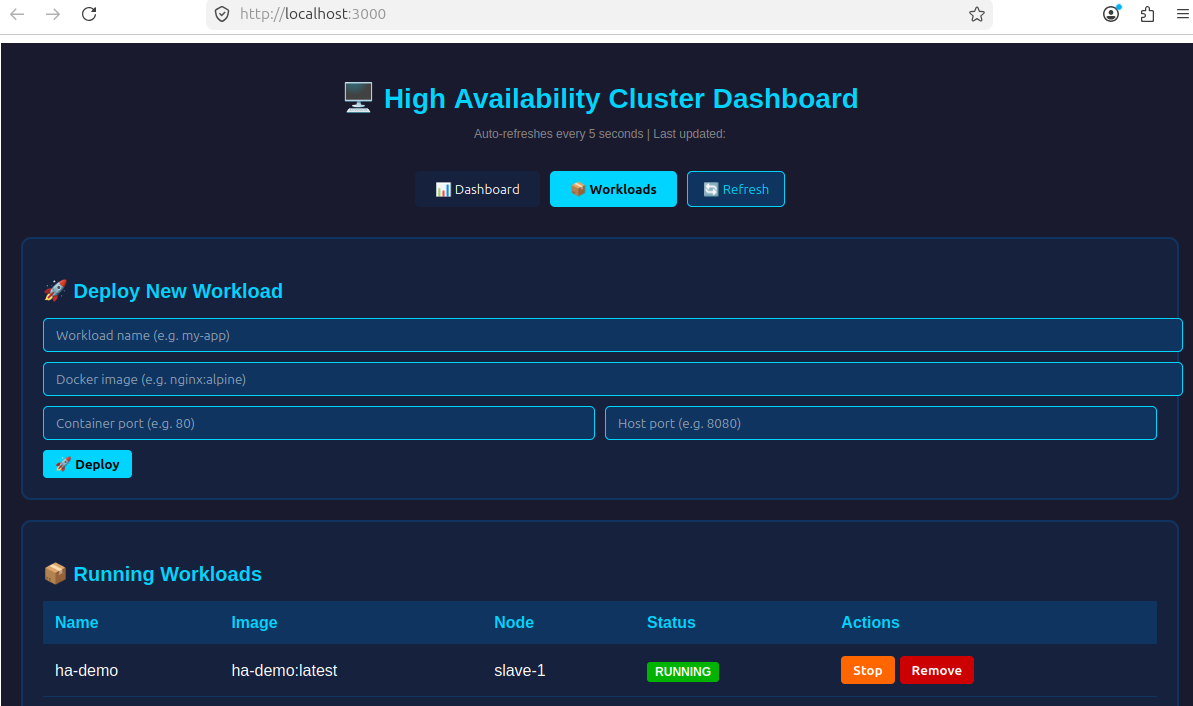 http://localhost:3000
High Availability Cluster Dashboard
Auto-refreshes every 5 seconds | Last updated:
Dashboard Workloads Refresh
Deploy New Workload
Workload name (e.g. my-app)
Docker image (e.g. nginx:alpine)
Container port (e.g. 80) Host port (e.g. 8080)
Deploy
Running Workloads
Name Image Node Status Actions
ha-demo ha-demo:latest slave-1 RUNNING Stop Remove